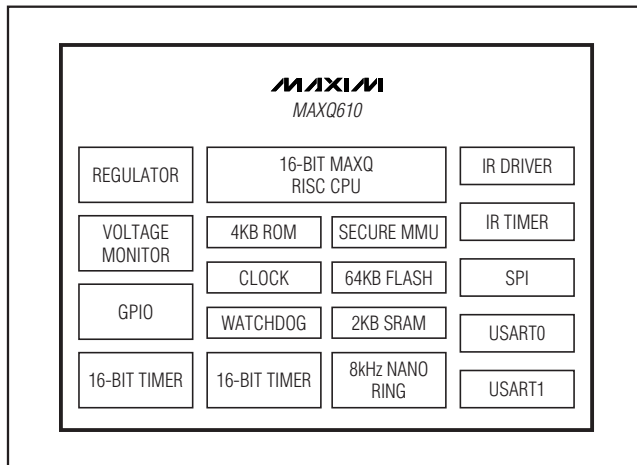 MAXIM
MAXQ610
REGULATOR
16-BIT MAXQ
RISC CPU
IR DRIVER
VOLTAGE
MONITOR
4KB ROM
SECURE MMU
IR TIMER
CLOCK
64KB FLASH
SPI
GPIO
WATCHDOG
2KB SRAM
USART0
16-BIT TIMER
16-BIT TIMER
8kHz NANO
RING
USART1